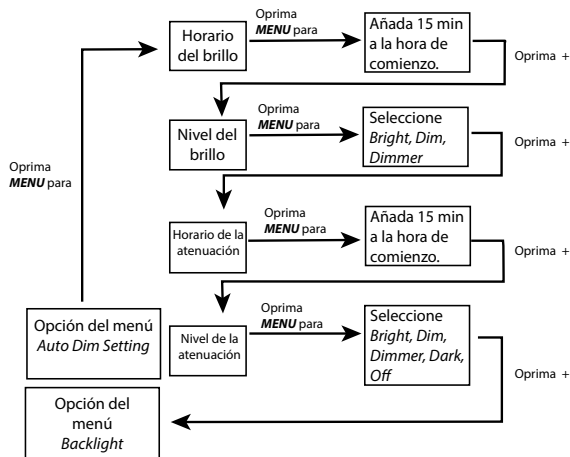 Oprima
MENU para
Horario
del brillo
Oprima
MENU para
Añada 15 min
a la hora de
comienzo.
Oprima +
Nivel del
brillo
Oprima
MENU para
Seleccione
Bright, Dim,
Dimmer
Oprima +
Horario de la
atenuación
Oprima
MENU para
Añada 15 min
a la hora de
comienzo.
Oprima +
Nivel de la
atenuación
Oprima
MENU para
Seleccione
Bright, Dim,
Dimmer, Dark,
Off
Oprima +
Opción del menú
Auto Dim Setting
Opción del
menú
Backlight